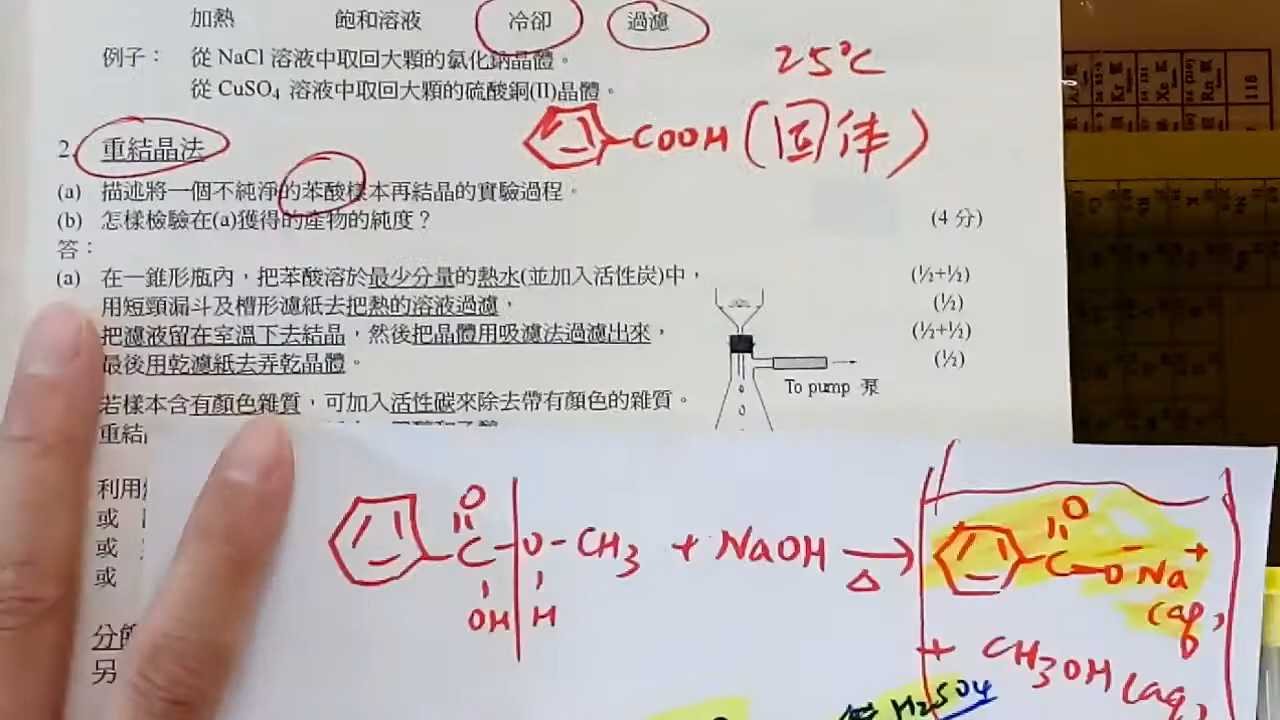 加熱 飽和溶液 冷卻 過濾
例子： 從 NaCl 溶液中取回大顆的氯化鈉晶體。
從 CuSO₄ 溶液中取回大顆的硫酸銅(II)晶體。
25°C
COOH (固体)
2. 重結晶法
(a) 描述將一個不純淨的苯酸樣本再結晶的實驗過程。
(b) 怎樣檢驗在(a)獲得的產物的純度？ (4 分)
答：
(a) 在一錐形瓶內，把苯酸溶於最少分量的熱水(並加入活性炭)中， (½+½)
用短頸漏斗及槽形濾紙去把熱的溶液過濾， (½)
把濾液留在室溫下去結晶，然後把晶體用吸濾法過濾出來， (½+½)
最後用乾濾紙去弄乾晶體。 (½)
To pump 泵
若樣本含有顏色雜質，可加入活性碳來除去帶有顏色的雜質。
重結
利用
或
或
或
另
O
C-O-CH₃ + NaOH →
OH H
Δ
O
C-O⁻Na⁺
(aq)
+ CH₃OH (aq)
H₂SO₄
118